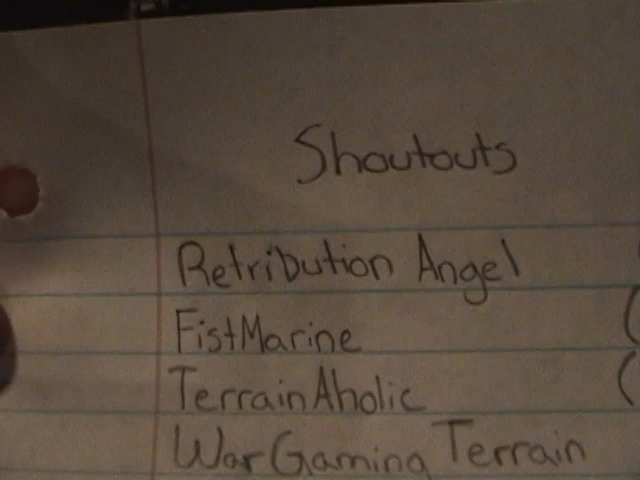 Shoutouts
Retribution Angel
FistMarine (
TerrainAholic (
WarGaming Terrain